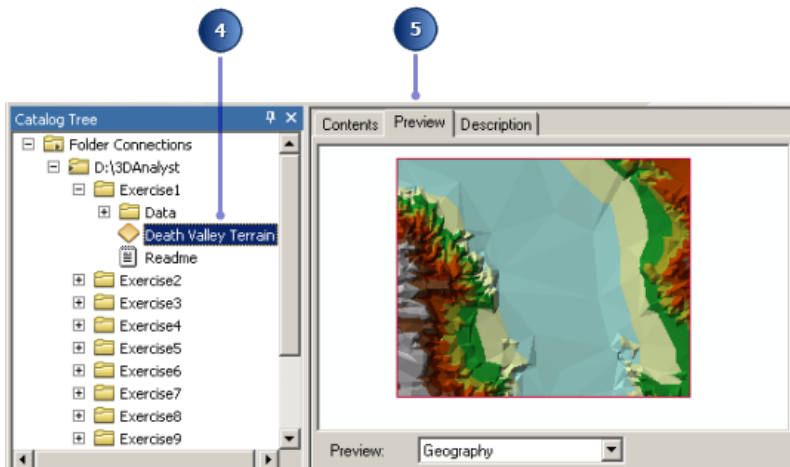 4
5
Catalog Tree
Folder Connections
D:\3DAnalyst
Exercise1
Data
Death Valley Terrain
Readme
Exercise2
Exercise3
Exercise4
Exercise5
Exercise6
Exercise7
Exercise8
Exercise9
Contents Preview Description
Preview: Geography